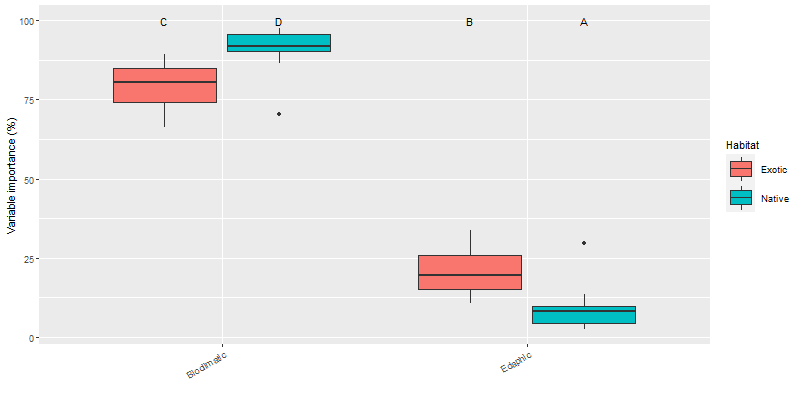 C D B A
100
75
50
25
0
Variable importance (%)
Bioclimatic
Edaphic
Habitat
Exotic
Native